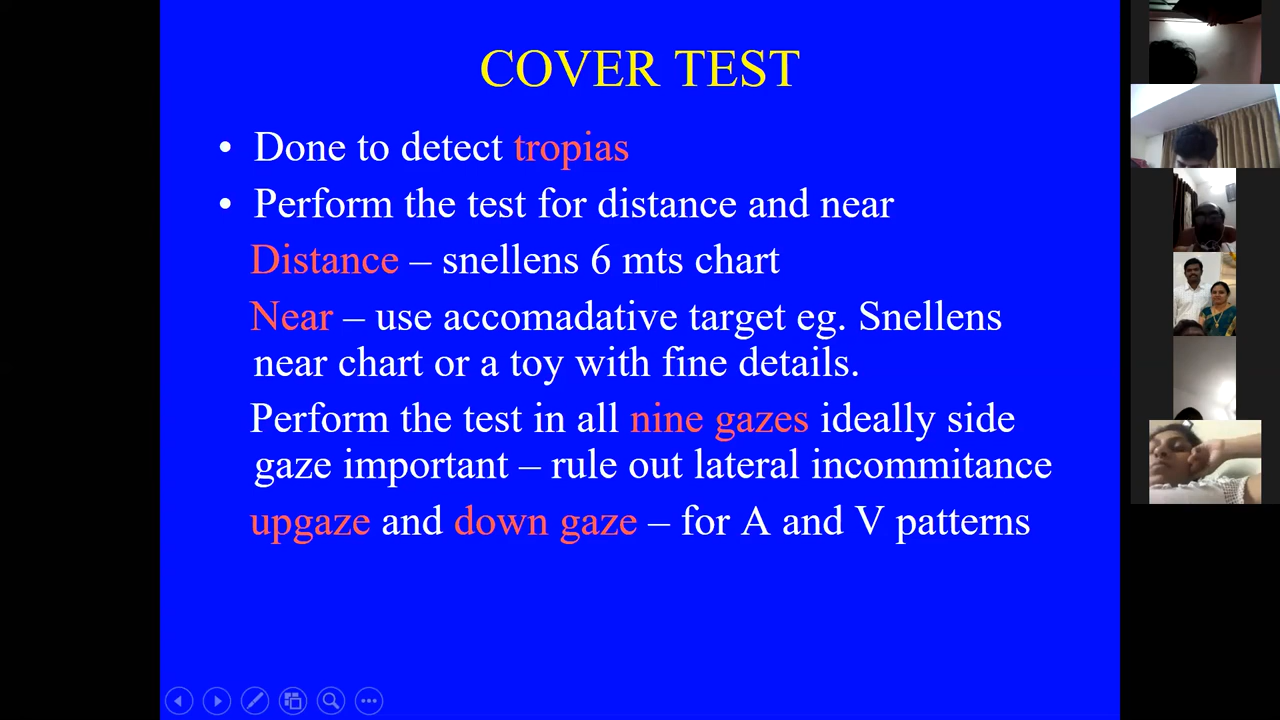 COVER TEST
• Done to detect tropias
• Perform the test for distance and near
Distance – snellens 6 mts chart
Near – use accomadative target eg. Snellens
near chart or a toy with fine details.
Perform the test in all nine gazes ideally side
gaze important – rule out lateral incommitance
upgaze and down gaze – for A and V patterns